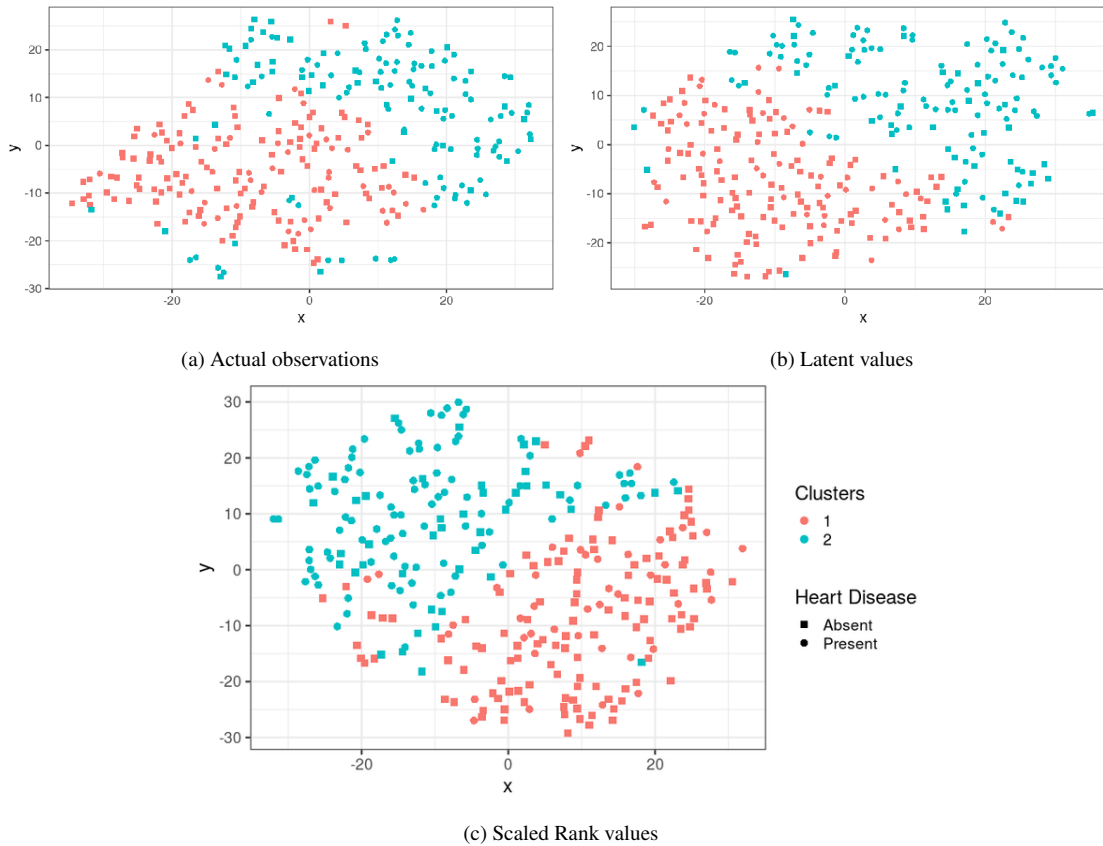 20
10
0
-10
-20
-30
y
-20
0
20
x
(a) Actual observations
20
10
0
-10
-20
y
-20
0
20
x
(b) Latent values
30
20
10
0
-10
-20
-30
y
-20
0
20
x
Clusters
1
2
Heart Disease
Absent
Present
(c) Scaled Rank values